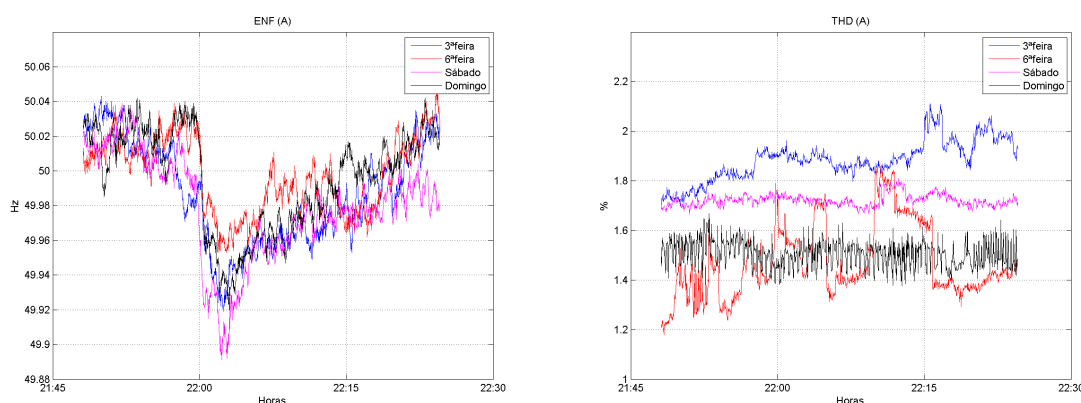 ENF (A)
Hz
50.06
50.04
50.02
50
49.98
49.96
49.94
49.92
49.9
49.88
21:45
22:00
22:15
22:30
Horas
3ªfeira
6ªfeira
Sábado
Domingo
THD (A)
%
2.2
2
1.8
1.6
1.4
1.2
1
21:45
22:00
22:15
22:30
Horas
3ªfeira
6ªfeira
Sábado
Domingo